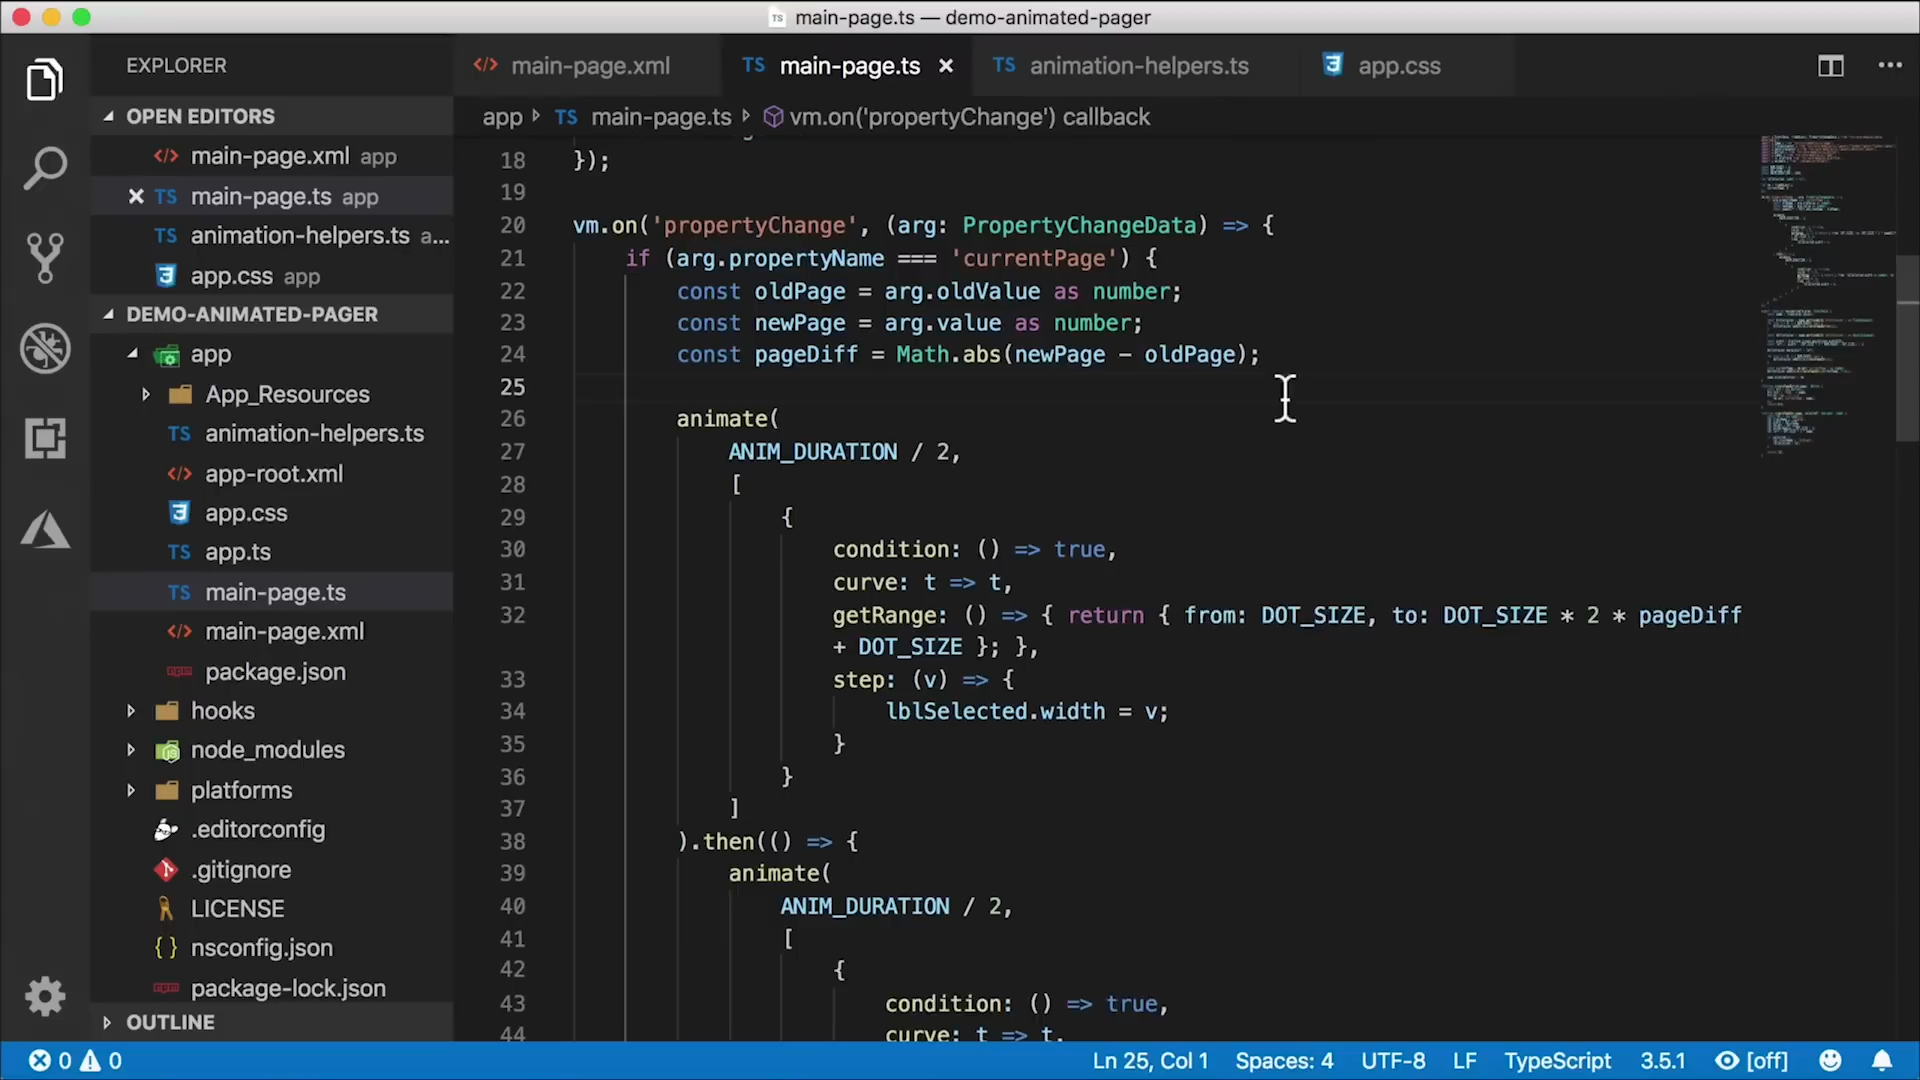 main-page.ts — demo-animated-pager
EXPLORER
OPEN EDITORS
main-page.xml app
main-page.ts app
animation-helpers.ts a...
app.css app
DEMO-ANIMATED-PAGER
app
App_Resources
animation-helpers.ts
app-root.xml
app.css
app.ts
main-page.ts
main-page.xml
package.json
hooks
node_modules
platforms
.editorconfig
.gitignore
LICENSE
nsconfig.json
package-lock.json
OUTLINE
main-page.xml
main-page.ts
animation-helpers.ts
app.css
app main-page.ts vm.on('propertyChange') callback
18 });
19
20 vm.on('propertyChange', (arg: PropertyChangeData) => {
21 if (arg.propertyName === 'currentPage') {
22 const oldPage = arg.oldValue as number;
23 const newPage = arg.value as number;
24 const pageDiff = Math.abs(newPage - oldPage);
25
26 animate(
27 ANIM_DURATION / 2,
28 [
29 {
30 condition: () => true,
31 curve: t => t,
32 getRange: () => { return { from: DOT_SIZE, to: DOT_SIZE * 2 * pageDiff
+ DOT_SIZE }; },
33 step: (v) => {
34 lblSelected.width = v;
35 }
36 }
37 ]
38 ).then(() => {
39 animate(
40 ANIM_DURATION / 2,
41 [
42 {
43 condition: () => true,
44 curve: t => t,
0 0
Ln 25, Col 1 Spaces: 4 UTF-8 LF TypeScript 3.5.1 [off]